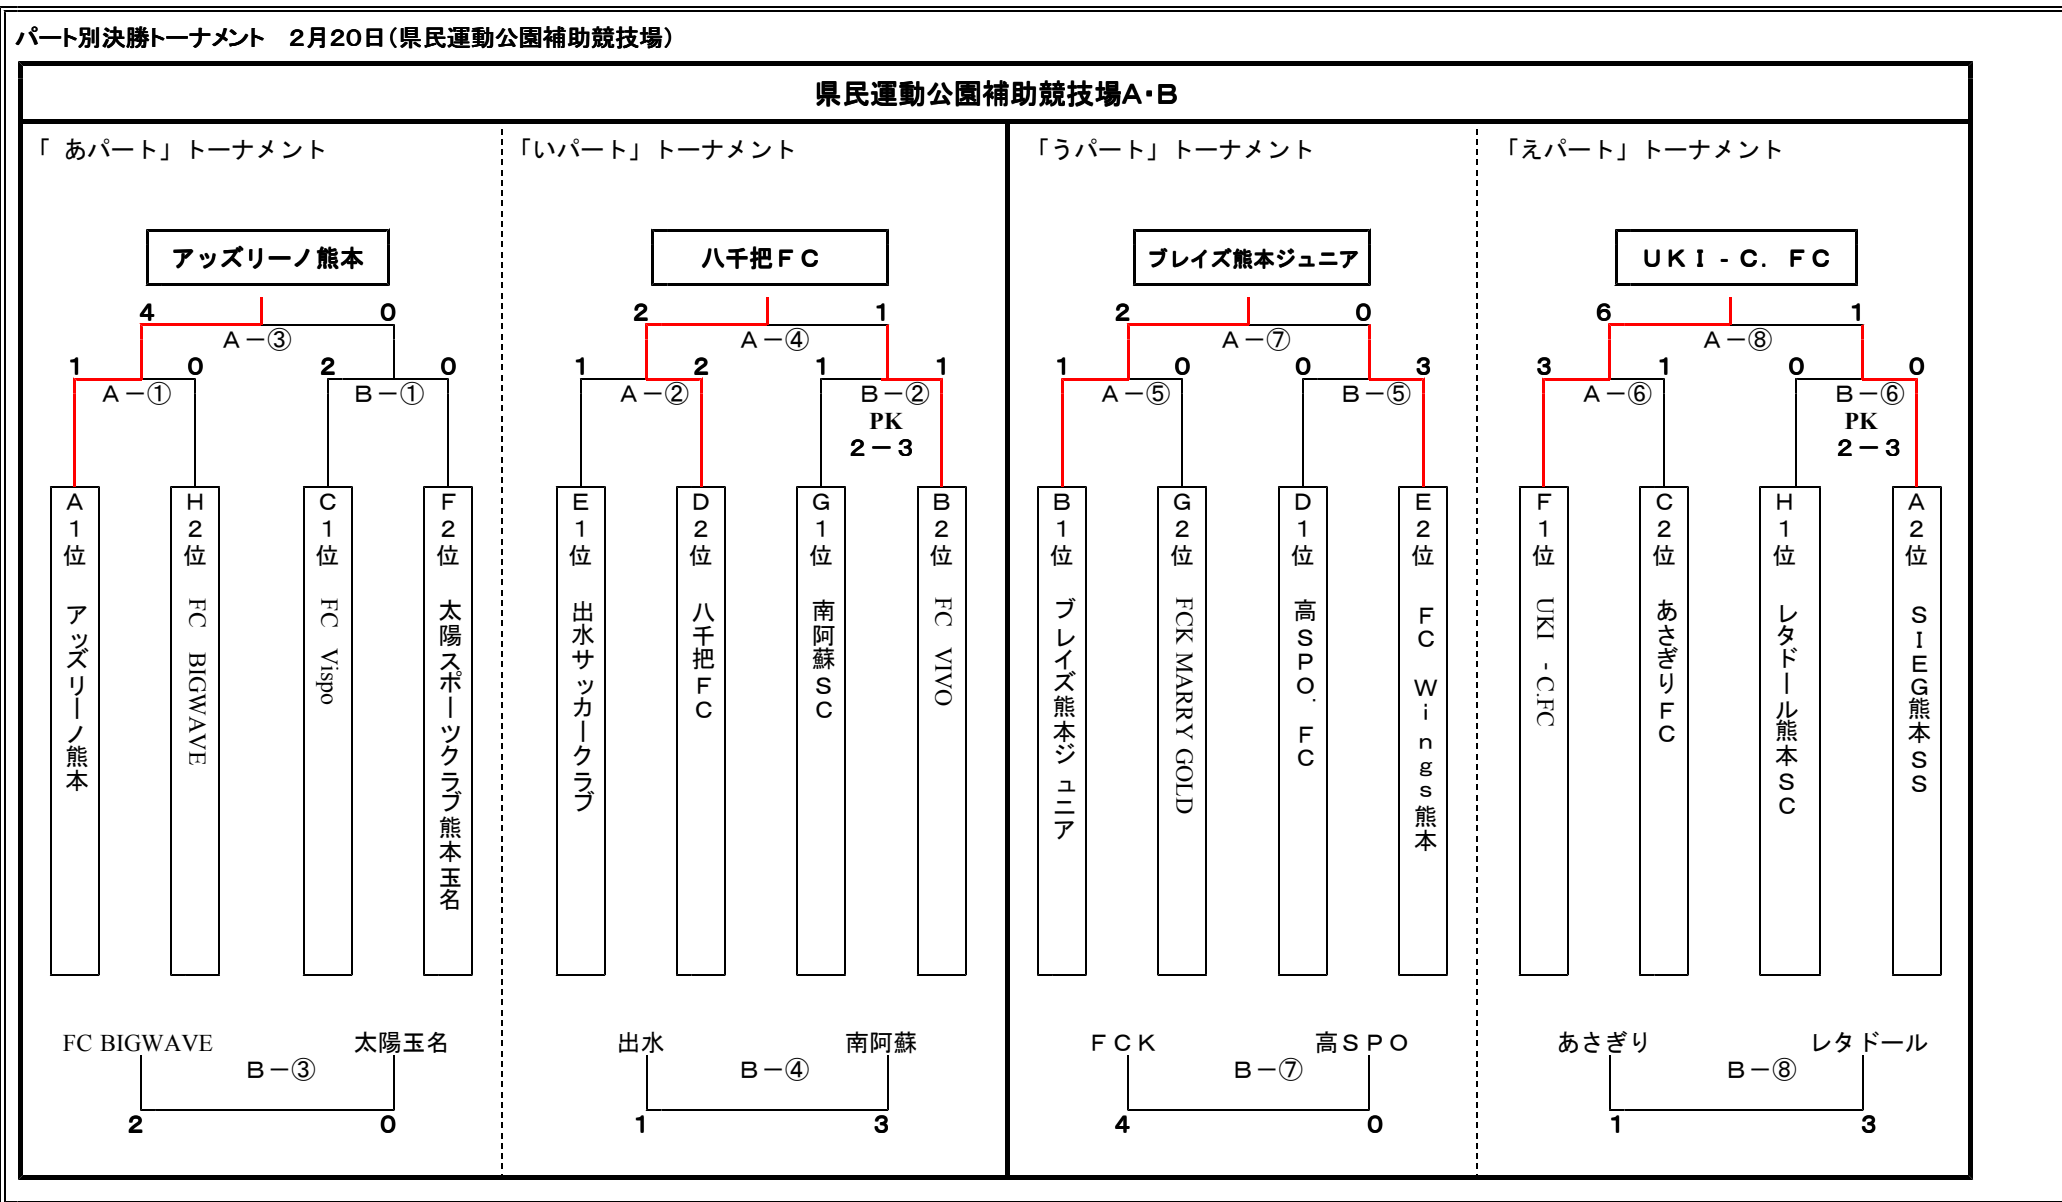 パート別決勝トーナメント　2月20日(県民運動公園補助競技場)
県民運動公園補助競技場A・B
「 あパート」トーナメント
「いパート」トーナメント
「うパート」トーナメント
「えパート」トーナメント
アッズリーノ熊本
八千把FC
ブレイズ熊本ジュニア
UKI-C. FC
4 0 2 1 2 0 6 1
A-③ A-④ A-⑦ A-⑧
1 0 2 0 1 2 1 1 1 0 0 3 3 1 0 0
A-① B-① A-② B-② A-⑤ B-⑤ A-⑥ B-⑥
PK PK
2-3 2-3
A1位 アッズリーノ熊本
H2位 FC BIGWAVE
C1位 FC Vispo
F2位 太陽スポーツクラブ熊本玉名
E1位 出水サッカークラブ
D2位 八千把FC
G1位 南阿蘇SC
B2位 FC VIVO
B1位 ブレイズ熊本ジュニア
G2位 FCK MARRY GOLD
D1位 高SPO. FC
E2位 FC Wings熊本
F1位 UKI -C.FC
C2位 あさぎりFC
H1位 レタドール熊本SC
A2位 SIEG熊本SS
FC BIGWAVE 太陽玉名 出水 南阿蘇 FCK 高SPO あさぎり レタドール
B-③ B-④ B-⑦ B-⑧
2 0 1 3 4 0 1 3